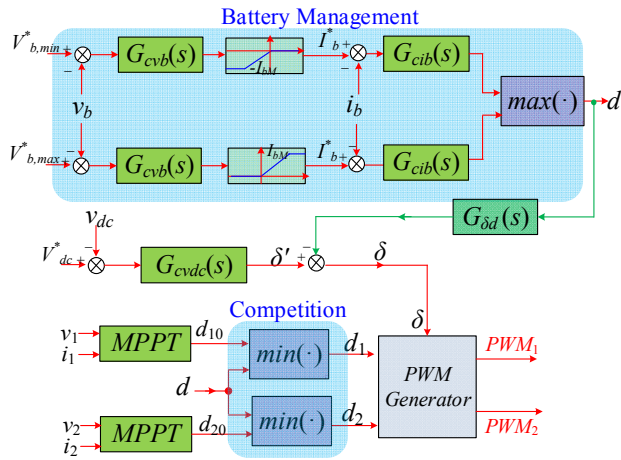 Battery Management
V*b,min + − Gcvb(s) -IbM I*b + − Gcib(s)
vb ib max(·) d
V*b,max + − Gcvb(s) IbM I*b + − Gcib(s)
Gδd(s)
vdc
V*dc + − Gcvdc(s) δ' + − δ
Competition
δ
v1 i1 MPPT d10 min(·) d1
d
PWM Generator
PWM1
PWM2
v2 i2 MPPT d20 min(·) d2